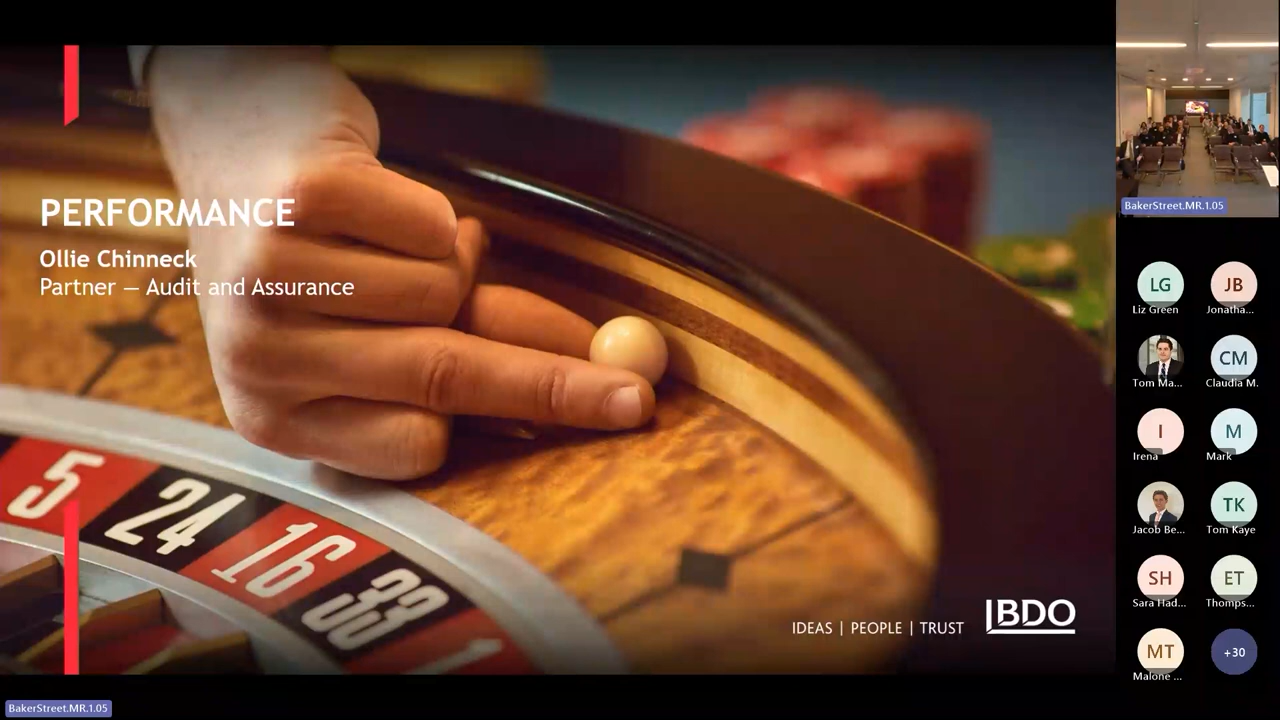 PERFORMANCE
Ollie Chinneck
Partner — Audit and Assurance
5
24
16
33
1
IDEAS | PEOPLE | TRUST
BDO
BakerStreet.MR.1.05
BakerStreet.MR.1.05
LG
Liz Green
JB
Jonatha...
Tom Ma...
CM
Claudia M.
I
Irena
M
Mark
Jacob Be...
TK
Tom Kaye
SH
Sara Had...
ET
Thomps...
MT
Malone ...
+30